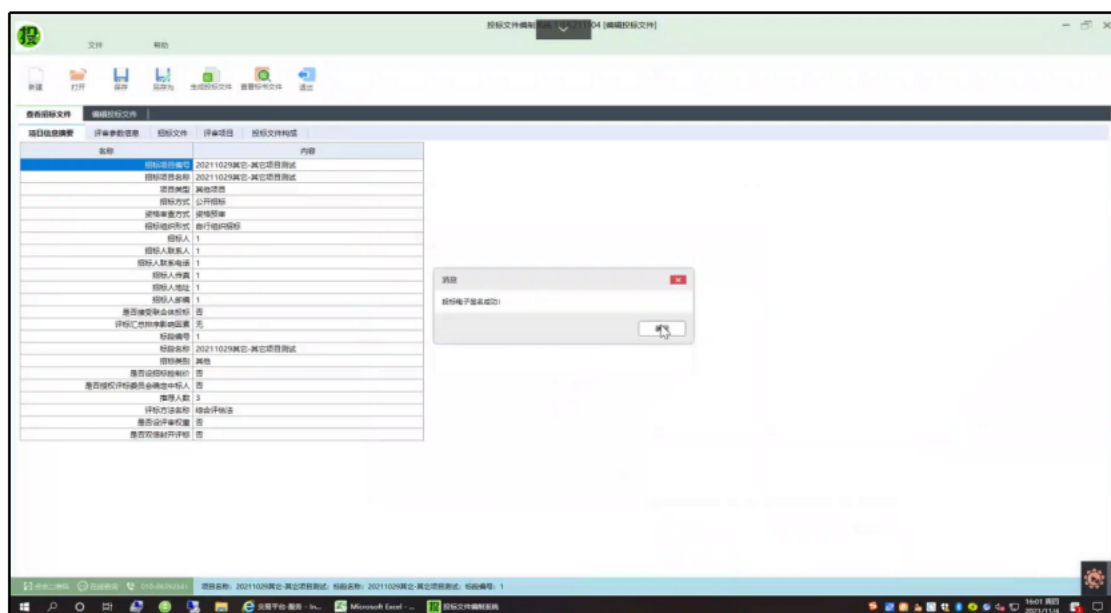 投标文件编制
04 [编辑投标文件]
文件 帮助
新建 打开 保存 另存为 生成投标文件 查看标书文件 退出
查看招标文件 编辑投标文件
项目信息摘要 评审参数信息 招标文件 评审项目 投标文件构成
名称 内容
招标项目编号 20211029其它-其它项目测试
招标项目名称 20211029其它-其它项目测试
项目类型 其他项目
招标方式 公开招标
资格审查方式 资格预审
招标组织形式 自行组织招标
招标人 1
招标人联系人 1
招标人联系电话 1
招标人传真 1
招标人地址 1
招标人邮编 1
是否接受联合体投标 否
评标汇总排序影响因素 无
标段编号 1
标段名称 20211029其它-其它项目测试
招标类别 其他
是否设招标控制价 否
是否授权评标委员会确定中标人 否
推荐人数 3
评标方法名称 综合评估法
是否设评审权重 否
是否双信封开评标 否
消息
投标电子签名成功!
项目名称: 20211029其它-其它项目测试; 标段名称: 20211029其它-其它项目测试; 标段编号: 1
交易平台-服务 - In... Microsoft Excel - ... 投标文件编制系统
16:01 周四
2021/11/4